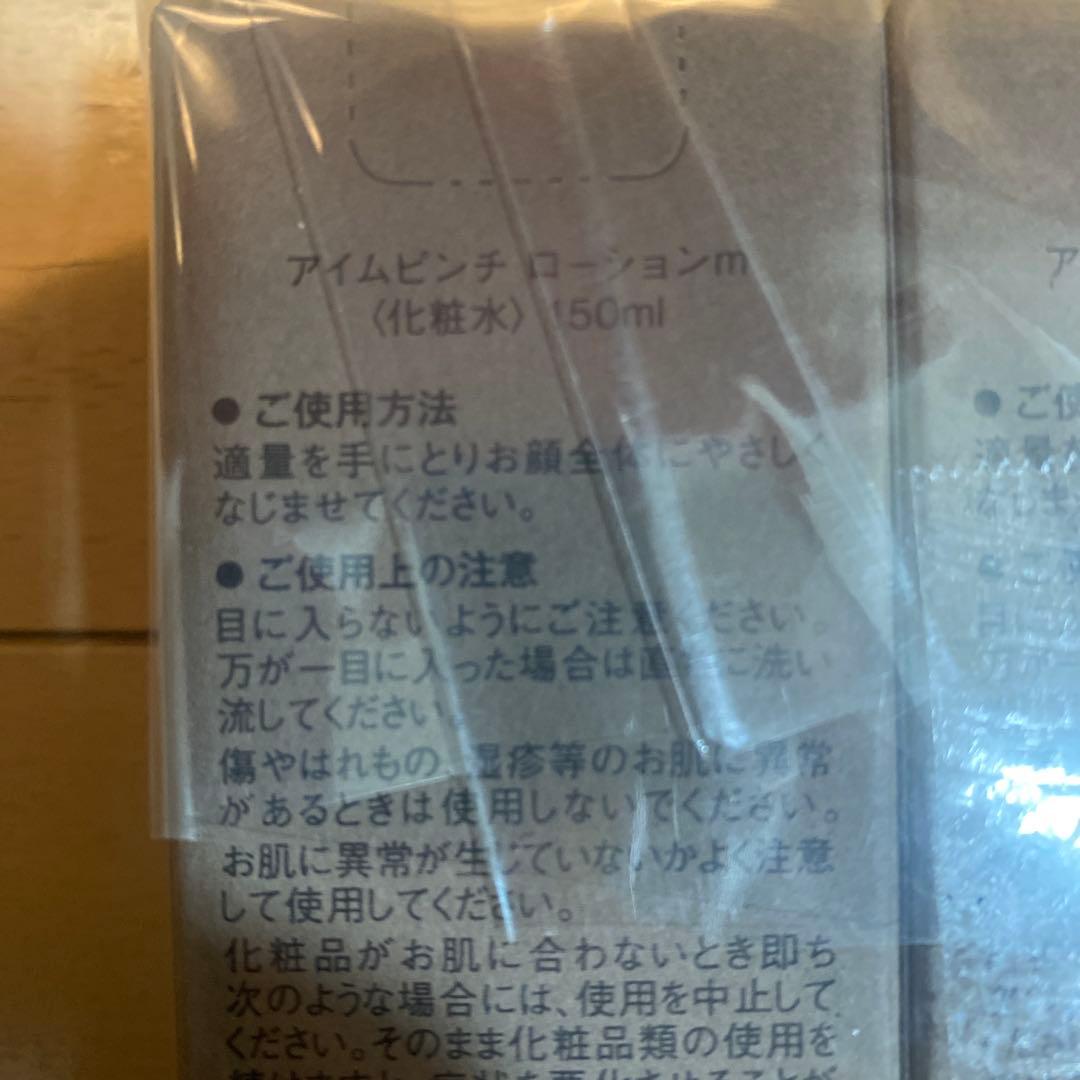 アイムピンチ ローションm
〈化粧水〉 150ml
● ご使用方法
適量を手にとりお顔全体にやさしく
なじませてください。
● ご使用上の注意
目に入らないようにご注意ください。
万が一目に入った場合は直ちに洗い
流してください。
傷やはれもの、湿疹等のお肌に異常
があるときは使用しないでください。
お肌に異常が生じていないかよく注意
して使用してください。
化粧品がお肌に合わないとき即ち
次のような場合には、使用を中止して
ください。そのまま化粧品類の使用を
ア
● ご使
適量を
なじま